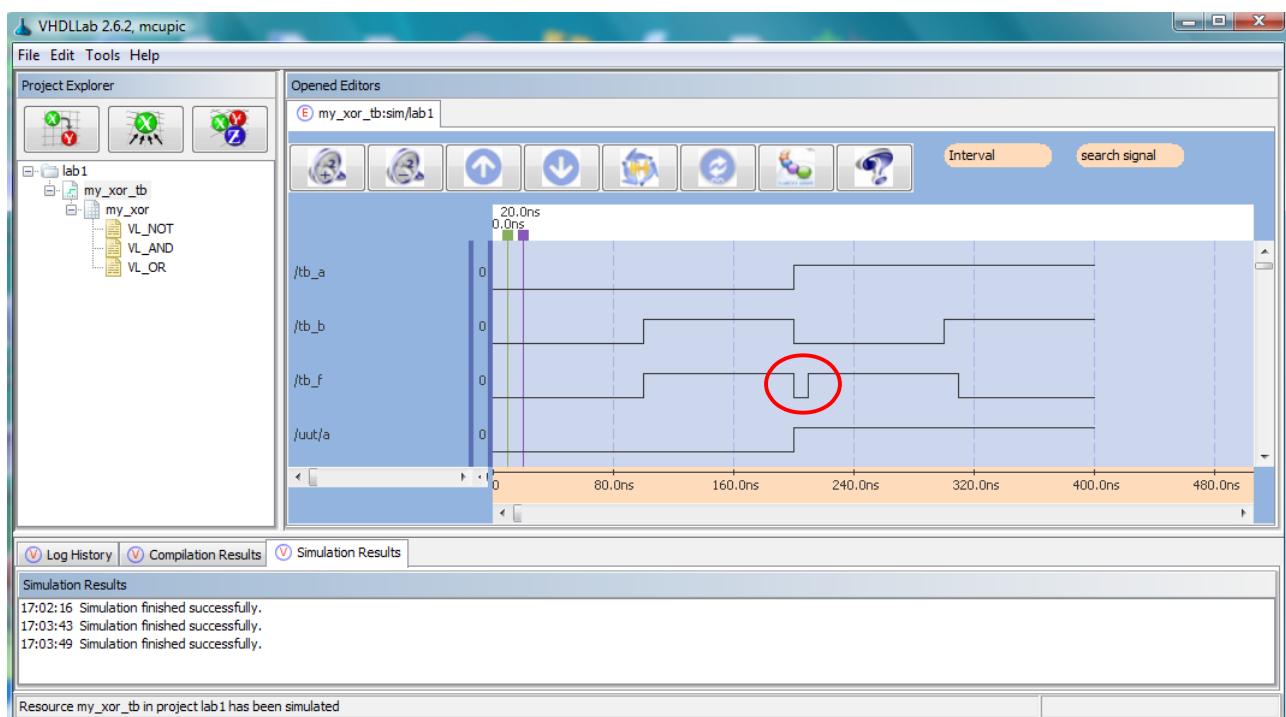 VHDLLab 2.6.2, mcupic
File Edit Tools Help
Project Explorer
Opened Editors
X
Y
X
X
Y
Z
E my_xor_tb:sim/lab1
Interval
search signal
lab1
my_xor_tb
my_xor
VL_NOT
VL_AND
VL_OR
20.0ns
0.0ns
/tb_a 0
/tb_b 0
/tb_f 0
/uut/a 0
0 80.0ns 160.0ns 240.0ns 320.0ns 400.0ns 480.0ns
V Log History V Compilation Results V Simulation Results
Simulation Results
17:02:16 Simulation finished successfully.
17:03:43 Simulation finished successfully.
17:03:49 Simulation finished successfully.
Resource my_xor_tb in project lab1 has been simulated